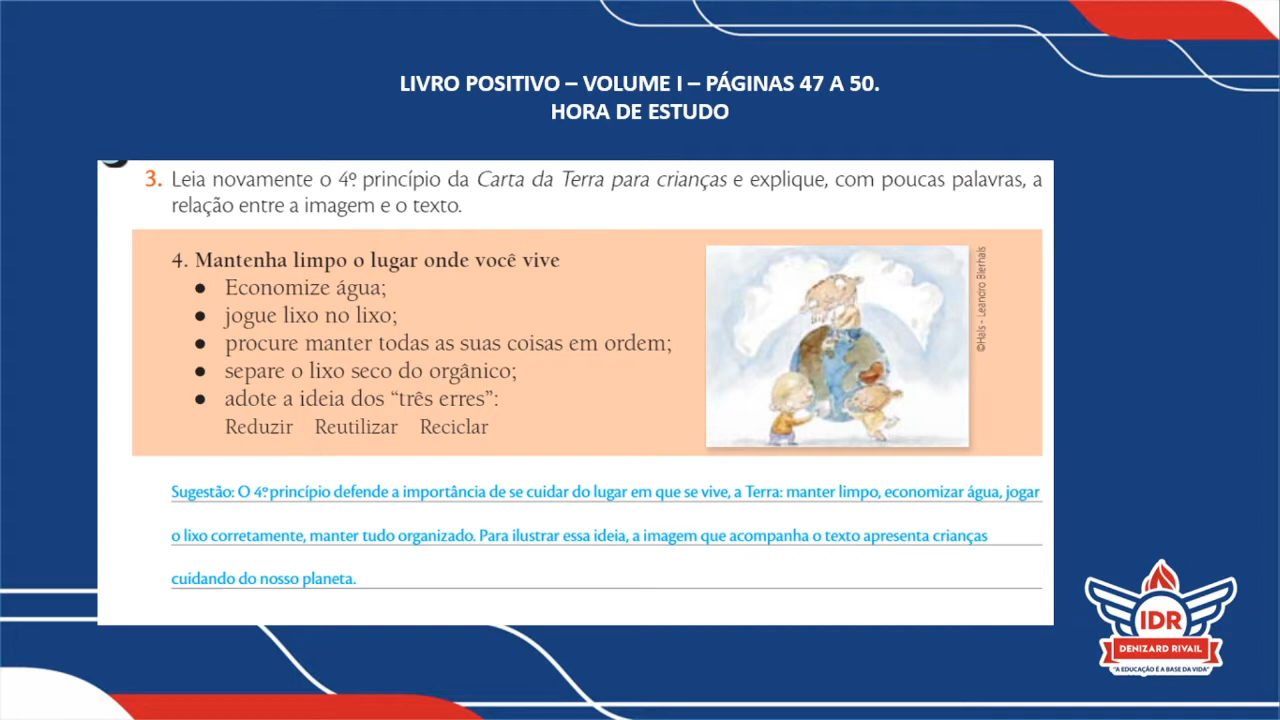 LIVRO POSITIVO – VOLUME I – PÁGINAS 47 A 50.
HORA DE ESTUDO
3. Leia novamente o 4º. princípio da Carta da Terra para crianças e explique, com poucas palavras, a
relação entre a imagem e o texto.
4. Mantenha limpo o lugar onde você vive
● Economize água;
● jogue lixo no lixo;
● procure manter todas as suas coisas em ordem;
● separe o lixo seco do orgânico;
● adote a ideia dos “três erres”:
Reduzir Reutilizar Reciclar
©Hals - Leandro Bierhals
Sugestão: O 4º. princípio defende a importância de se cuidar do lugar em que se vive, a Terra: manter limpo, economizar água, jogar
o lixo corretamente, manter tudo organizado. Para ilustrar essa ideia, a imagem que acompanha o texto apresenta crianças
cuidando do nosso planeta.
IDR
DENIZARD RIVAIL
"A EDUCAÇÃO É A BASE DA VIDA"